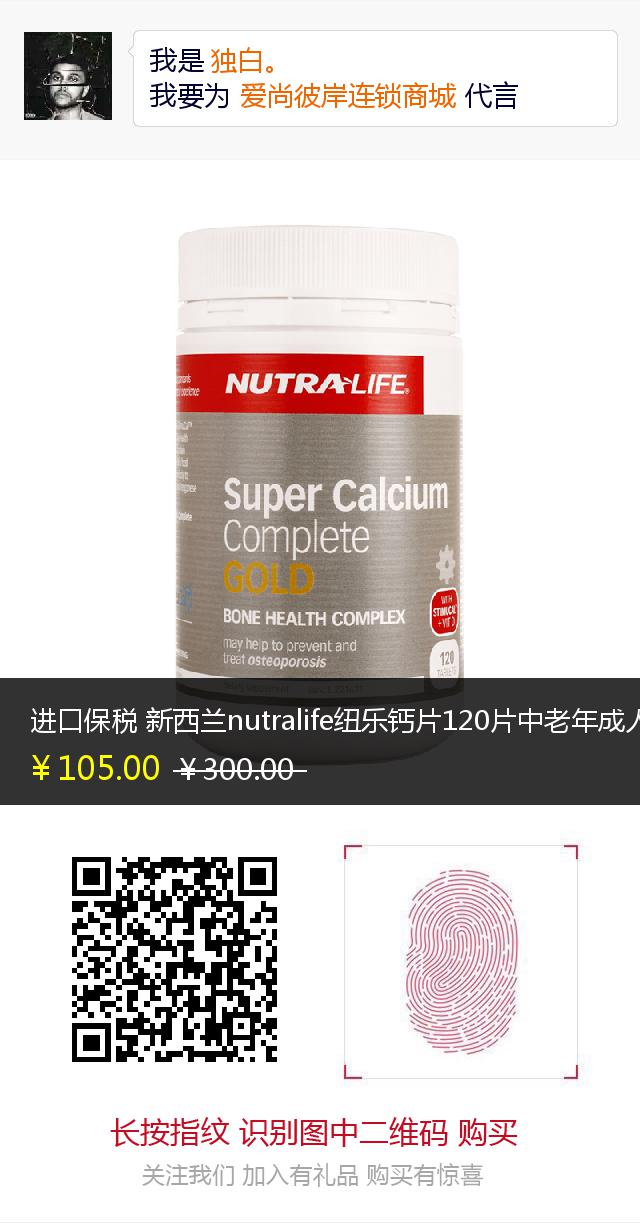 我是 独白。
我要为 爱尚彼岸连锁商城 代言
NUTRA-LIFE
Super Calcium
Complete
GOLD
BONE HEALTH COMPLEX
WITH
STIMUCAL
+ VIT D
may help to prevent and
treat osteoporosis
120
TABLETS
进口保税 新西兰nutralife纽乐钙片120片中老年成人
¥105.00 ¥300.00
长按指纹 识别图中二维码 购买
关注我们 加入有礼品 购买有惊喜